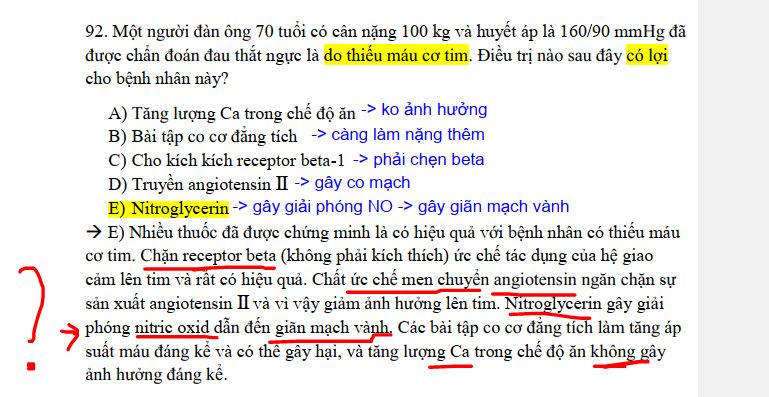 92. Một người đàn ông 70 tuổi có cân nặng 100 kg và huyết áp là 160/90 mmHg đã
được chẩn đoán đau thắt ngực là do thiếu máu cơ tim. Điều trị nào sau đây có lợi
cho bệnh nhân này?
A) Tăng lượng Ca trong chế độ ăn -> ko ảnh hưởng
B) Bài tập co cơ đẳng tích -> càng làm nặng thêm
C) Cho kích kích receptor beta-1 -> phải chẹn beta
D) Truyền angiotensin II -> gây co mạch
E) Nitroglycerin -> gây giải phóng NO -> gây giãn mạch vành
→ E) Nhiều thuốc đã được chứng minh là có hiệu quả với bệnh nhân có thiếu máu
cơ tim. Chặn receptor beta (không phải kích thích) ức chế tác dụng của hệ giao
cảm lên tim và rất có hiệu quả. Chất ức chế men chuyển angiotensin ngăn chặn sự
sản xuất angiotensin II và vì vậy giảm ảnh hưởng lên tim. Nitroglycerin gây giải
? phóng nitric oxid dẫn đến giãn mạch vành. Các bài tập co cơ đẳng tích làm tăng áp
suất máu đáng kể và có thể gây hại, và tăng lượng Ca trong chế độ ăn không gây
ảnh hưởng đáng kể.